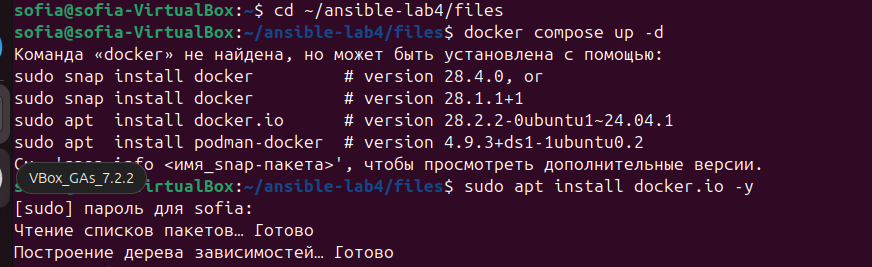 sofia@sofia-VirtualBox:~$ cd ~/ansible-lab4/files
sofia@sofia-VirtualBox:~/ansible-lab4/files$ docker compose up -d
Команда «docker» не найдена, но может быть установлена с помощью:
sudo snap install docker         # version 28.4.0, or
sudo snap install docker         # version 28.1.1+1
sudo apt  install docker.io      # version 28.2.2-0ubuntu1~24.04.1
sudo apt  install podman-docker  # version 4.9.3+ds1-1ubuntu0.2
<имя_snap-пакета>', чтобы просмотреть дополнительные версии.
VBox_GAs_7.2.2
sofia@sofia-VirtualBox:~/ansible-lab4/files$ sudo apt install docker.io -y
[sudo] пароль для sofia:
Чтение списков пакетов… Готово
Построение дерева зависимостей… Готово